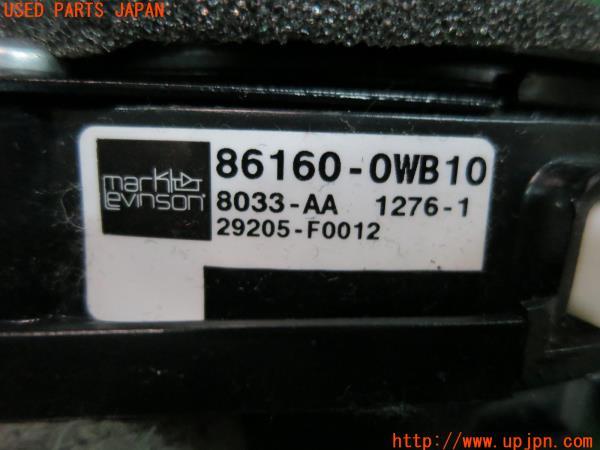 USED PARTS JAPAN
mark
levinson
86160-0WB10
8033-AA 1276-1
29205-F0012
http://www.upjpn.com